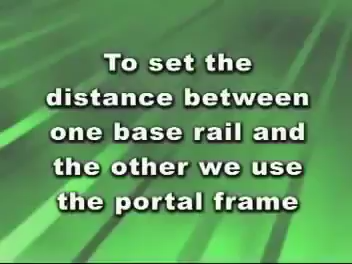 To set the
distance between
one base rail and
the other we use
the portal frame